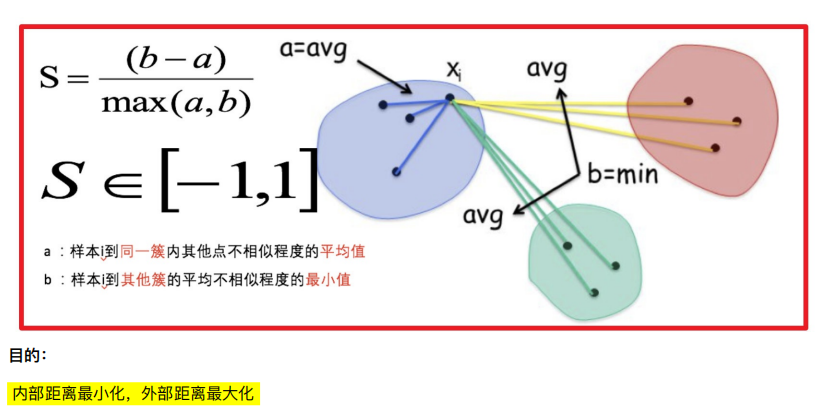 S = (b − a) / max(a, b)
a=avg
xi
avg
S ∈ [−1,1]
b=min
avg
a ：样本i到同一簇内其他点不相似程度的平均值
b ：样本i到其他簇的平均不相似程度的最小值
目的：
内部距离最小化，外部距离最大化